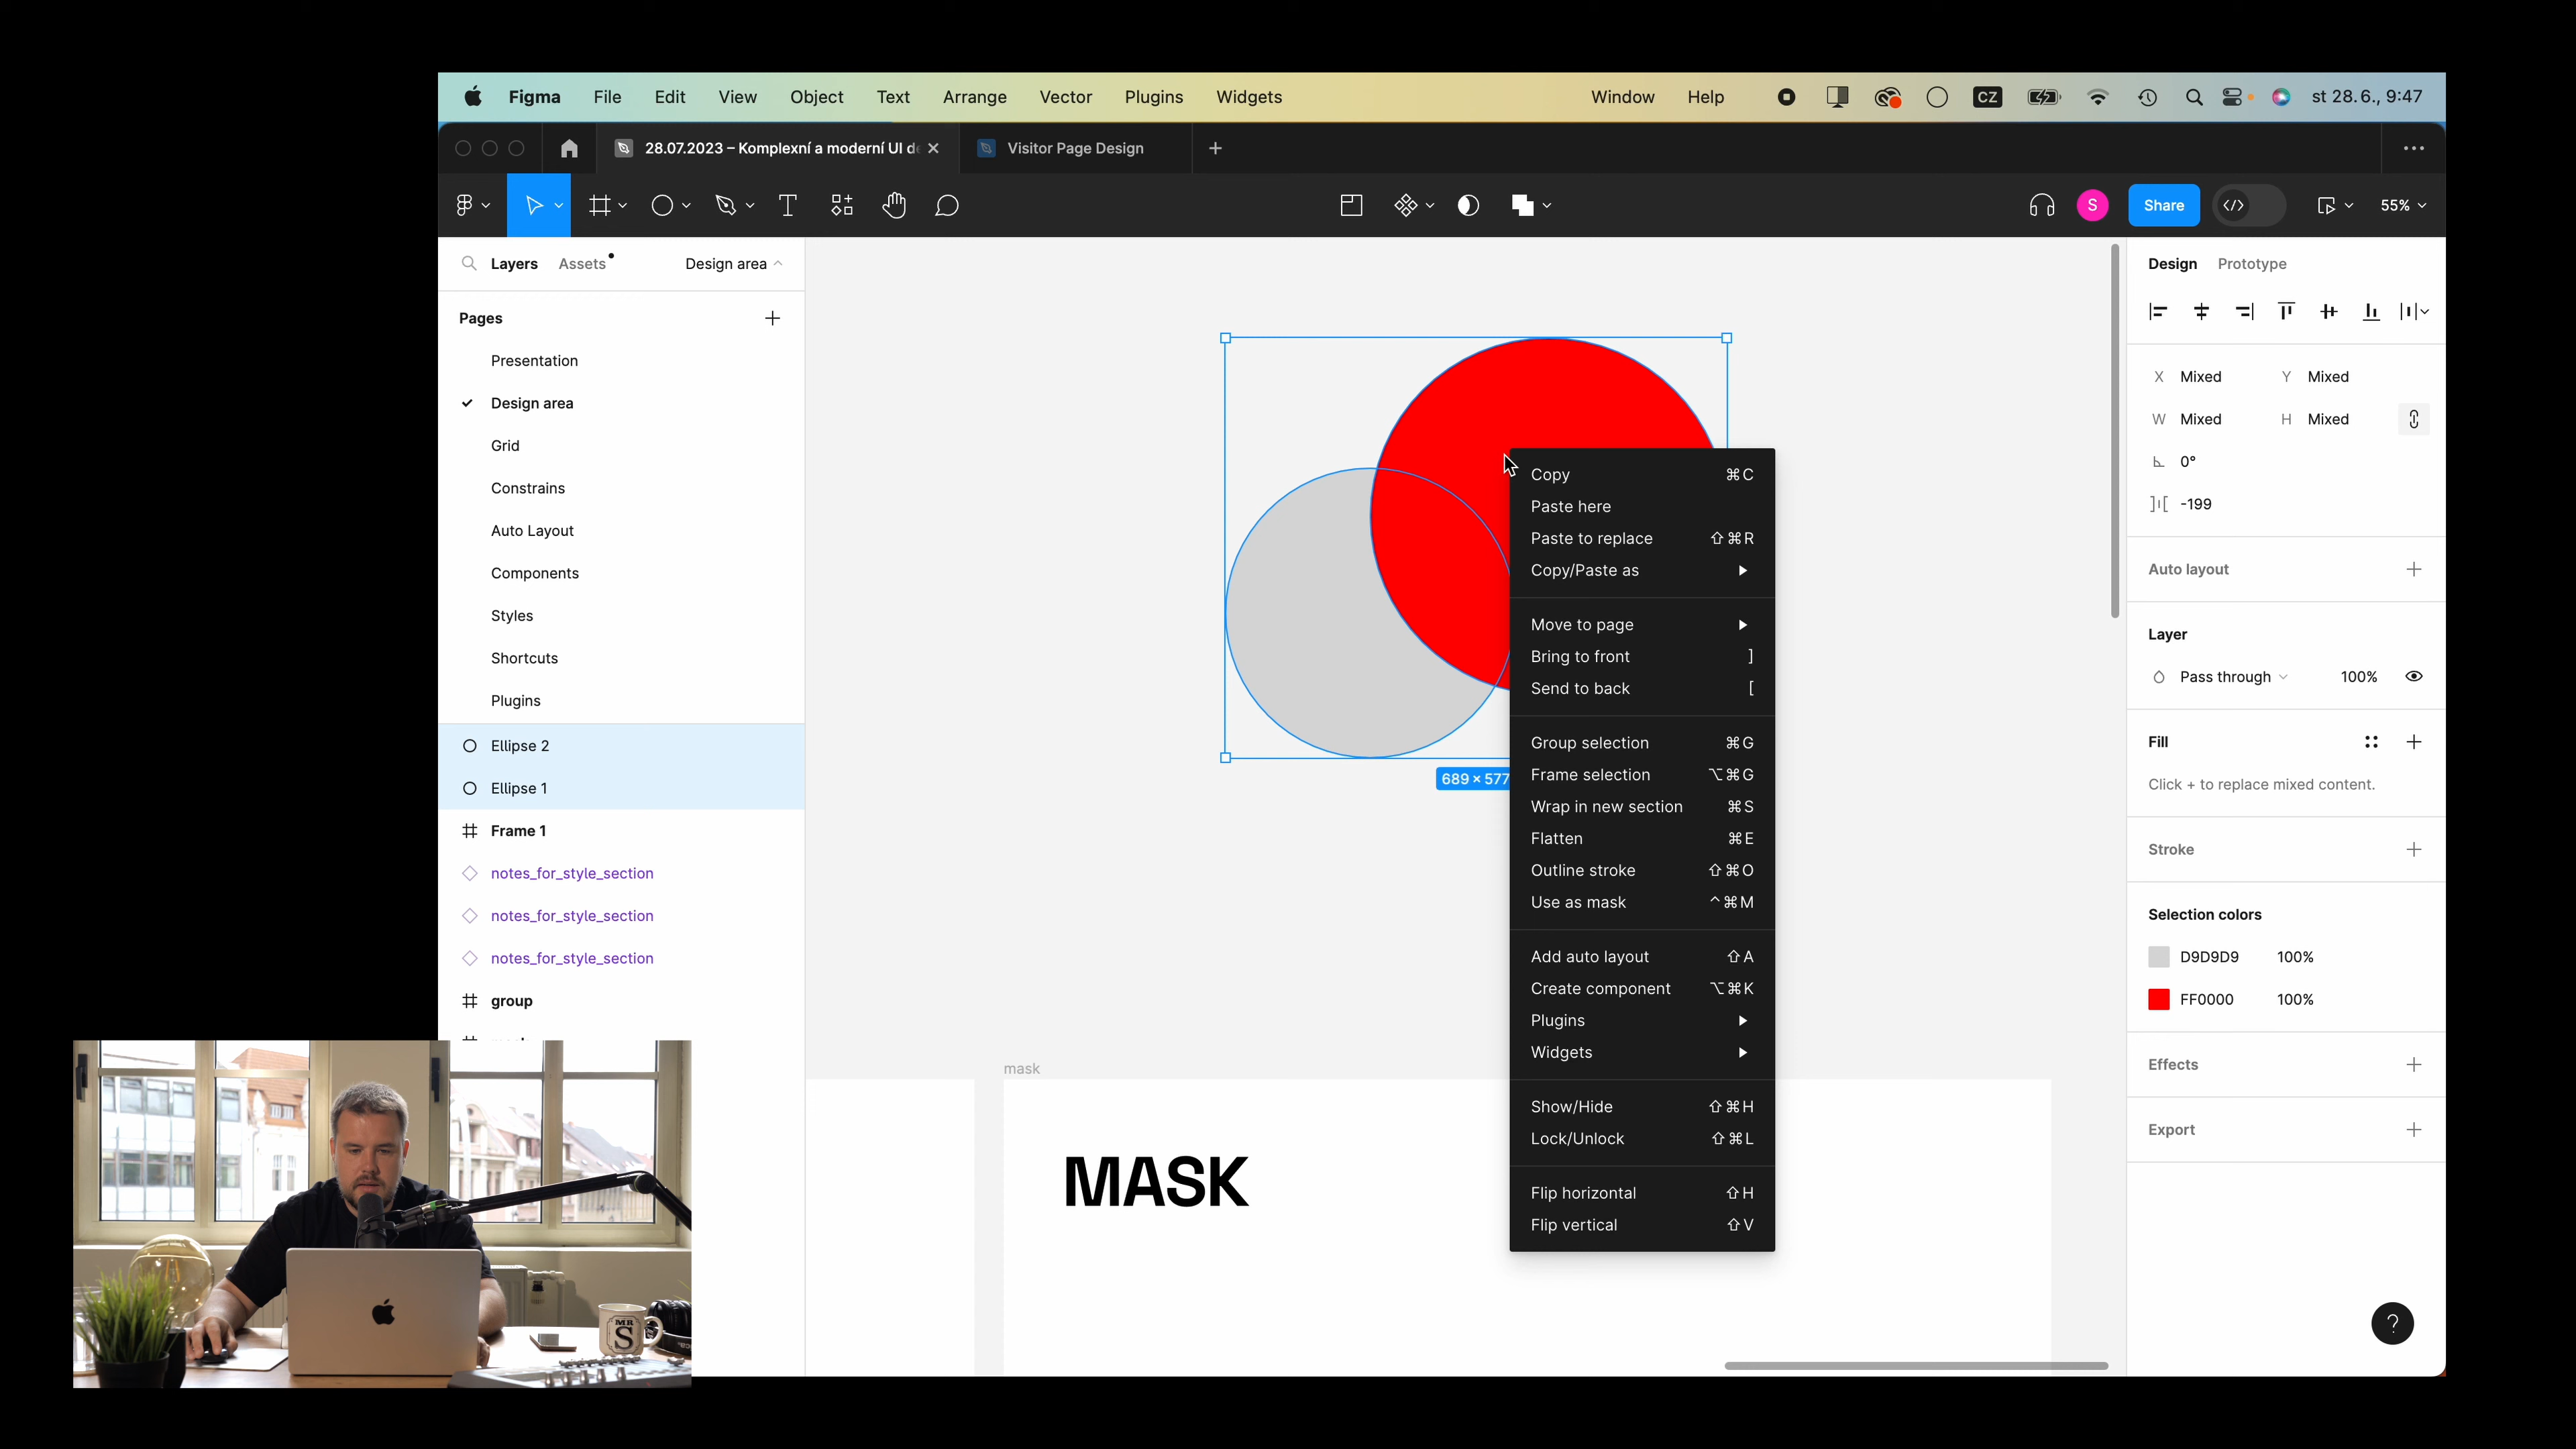 Figma File Edit View Object Text Arrange Vector Plugins Widgets Window Help CZ st 28.6., 9:47
28.07.2023 – Komplexní a moderní UI d
Visitor Page Design
S Share 55%
Layers Assets Design area
Pages
Presentation
Design area
Grid
Constrains
Auto Layout
Components
Styles
Shortcuts
Plugins
Ellipse 2
Ellipse 1
Frame 1
notes_for_style_section
notes_for_style_section
notes_for_style_section
group
689 × 577
mask
MASK
Copy ⌘C
Paste here
Paste to replace ⇧⌘R
Copy/Paste as
Move to page
Bring to front ]
Send to back [
Group selection ⌘G
Frame selection ⌥⌘G
Wrap in new section ⌘S
Flatten ⌘E
Outline stroke ⇧⌘O
Use as mask ^⌘M
Add auto layout ⇧A
Create component ⌥⌘K
Plugins
Widgets
Show/Hide ⇧⌘H
Lock/Unlock ⇧⌘L
Flip horizontal ⇧H
Flip vertical ⇧V
Design Prototype
X Mixed Y Mixed
W Mixed H Mixed
0°
-199
Auto layout
Layer
Pass through 100%
Fill
Click + to replace mixed content.
Stroke
Selection colors
D9D9D9 100%
FF0000 100%
Effects
Export
?
MR
S